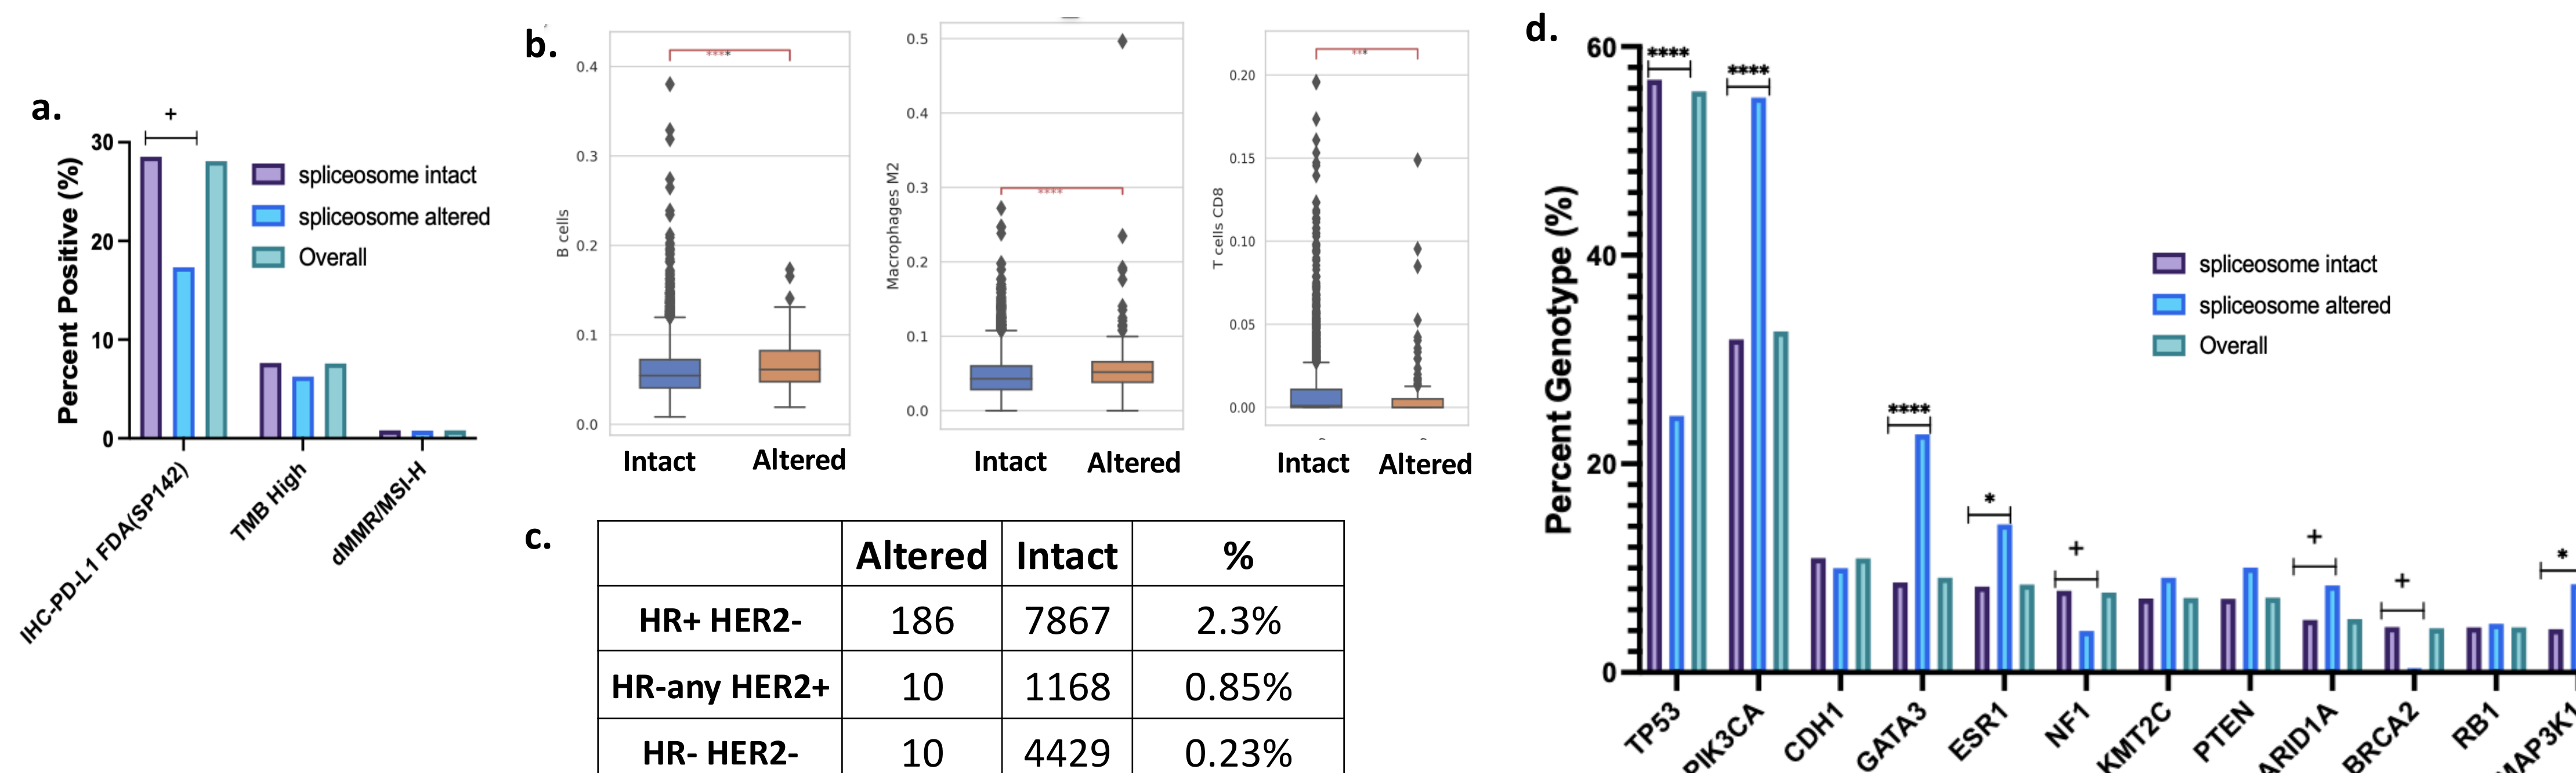 a.
+
30
20
10
0
Percent Positive (%)
spliceosome intact
spliceosome altered
Overall
IHC-PD-L1 FDA(SP142)
TMB High
dMMR/MSI-H
b.
****
0.4
0.3
0.2
0.1
0.0
B cells
Intact
Altered
****
0.5
0.4
0.3
0.2
0.1
0.0
Macrophages M2
Intact
Altered
***
0.20
0.15
0.10
0.05
0.00
T cells CD8
Intact
Altered
c.
Altered Intact %
HR+ HER2- 186 7867 2.3%
HR-any HER2+ 10 1168 0.85%
HR- HER2- 10 4429 0.23%
d.
60
40
20
0
Percent Genotype (%)
****
****
****
*
+
+
+
*
spliceosome intact
spliceosome altered
Overall
TP53
PIK3CA
CDH1
GATA3
ESR1
NF1
KMT2C
PTEN
ARID1A
BRCA2
RB1
MAP3K1